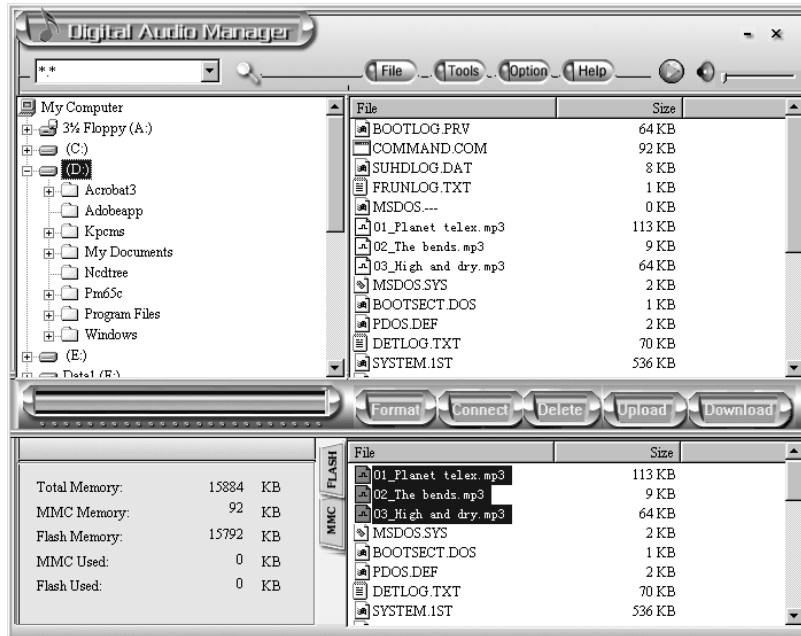 Digital Audio Manager
*.*
File Tools Option Help
My Computer
3½ Floppy (A:)
(C:)
(D:)
Acrobat3
Adobeapp
Kpcms
My Documents
Ncdtree
Pm65c
Program Files
Windows
(E:)
Data1 (F:)
File Size
BOOTLOG.PRV 64 KB
COMMAND.COM 92 KB
SUHDLOG.DAT 8 KB
FRUNLOG.TXT 1 KB
MSDOS.--- 0 KB
01_Planet telex.mp3 113 KB
02_The bends.mp3 9 KB
03_High and dry.mp3 64 KB
MSDOS.SYS 2 KB
BOOTSECT.DOS 1 KB
PDOS.DEF 2 KB
DETLOG.TXT 70 KB
SYSTEM.1ST 536 KB
Format Connect Delete Upload Download
Total Memory: 15884 KB
MMC Memory: 92 KB
Flash Memory: 15792 KB
MMC Used: 0 KB
Flash Used: 0 KB
FLASH
MMC
File Size
01_Planet telex.mp3 113 KB
02_The bends.mp3 9 KB
03_High and dry.mp3 64 KB
MSDOS.SYS 2 KB
BOOTSECT.DOS 1 KB
PDOS.DEF 2 KB
DETLOG.TXT 70 KB
SYSTEM.1ST 536 KB